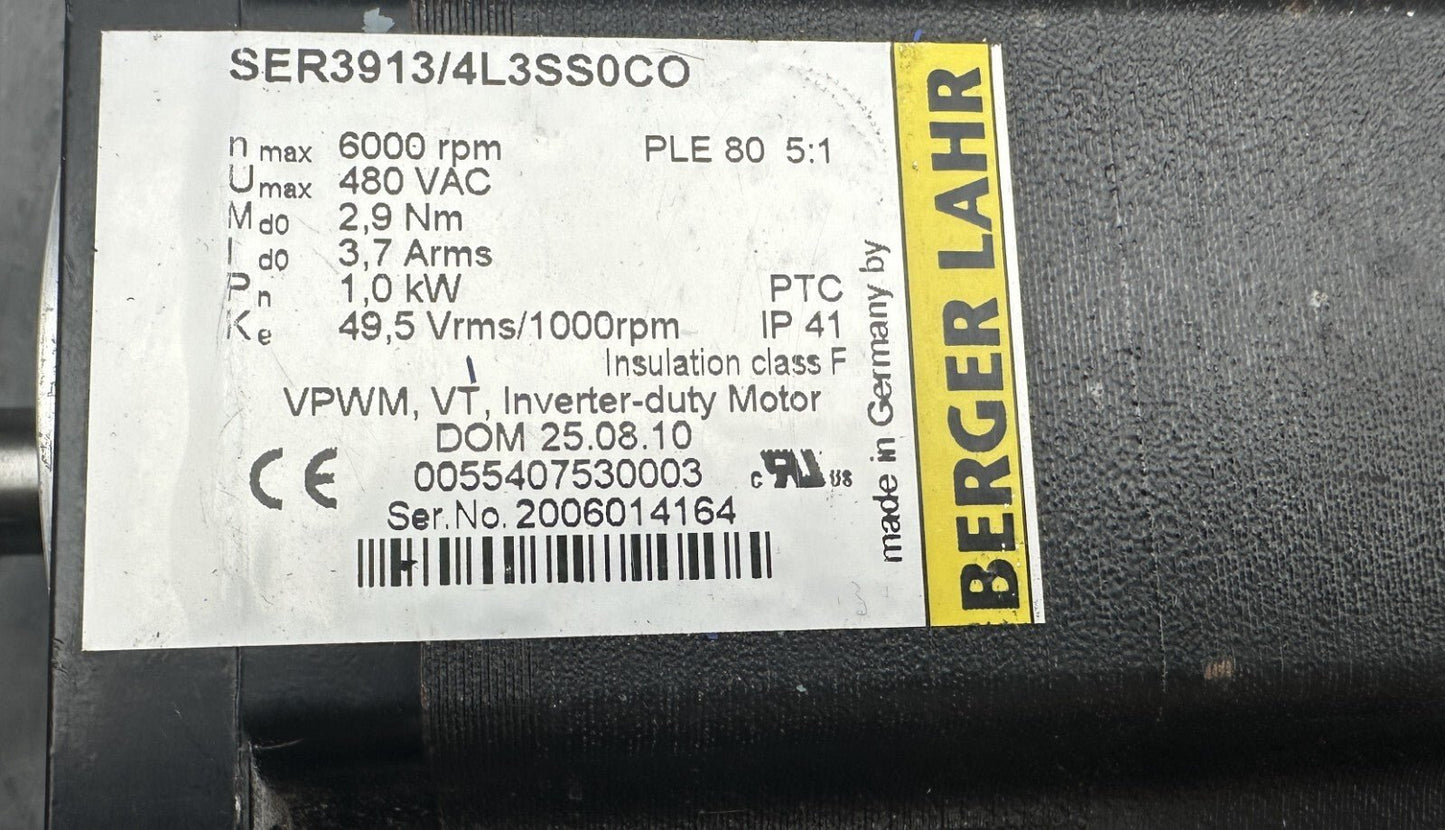 SER3913/4L3SS0CO
n max 6000 rpm PLE 80 5:1
U max 480 VAC
M d0 2,9 Nm
I d0 3,7 Arms
P n 1,0 kW PTC
K e 49,5 Vrms/1000rpm IP 41
Insulation class F
VPWM, VT, Inverter-duty Motor
DOM 25.08.10
CE 0055407530003 c RU us
Ser.No. 2006014164
made in Germany by
BERGER LAHR